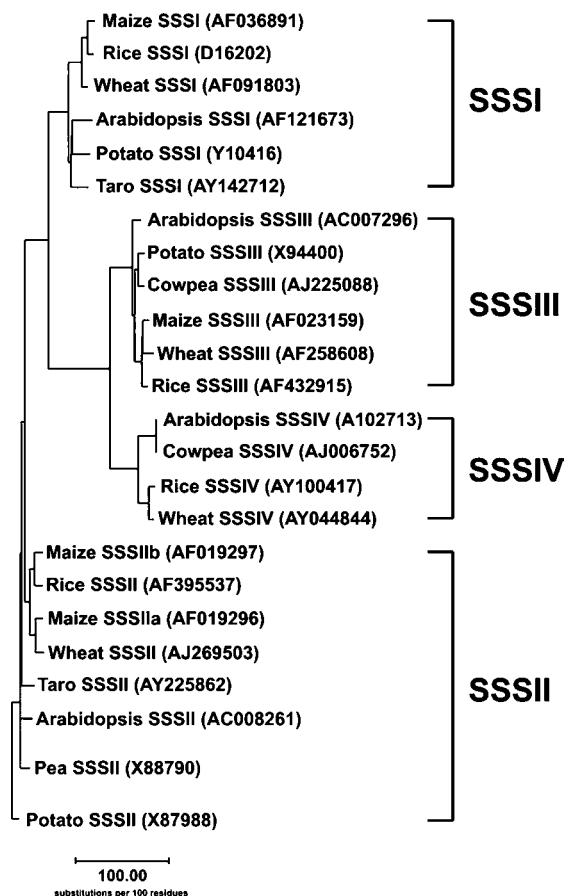 Maize SSSI (AF036891)
Rice SSSI (D16202)
Wheat SSSI (AF091803)
SSSI
Arabidopsis SSSI (AF121673)
Potato SSSI (Y10416)
Taro SSSI (AY142712)
Arabidopsis SSSIII (AC007296)
Potato SSSIII (X94400)
Cowpea SSSIII (AJ225088)
SSSIII
Maize SSSIII (AF023159)
Wheat SSSIII (AF258608)
Rice SSSIII (AF432915)
Arabidopsis SSSIV (A102713)
Cowpea SSSIV (AJ006752)
SSSIV
Rice SSSIV (AY100417)
Wheat SSSIV (AY044844)
Maize SSSIIb (AF019297)
Rice SSSII (AF395537)
Maize SSSIIa (AF019296)
Wheat SSSII (AJ269503)
Taro SSSII (AY225862)
SSSII
Arabidopsis SSSII (AC008261)
Pea SSSII (X88790)
Potato SSSII (X87988)
100.00
substitutions per 100 residues